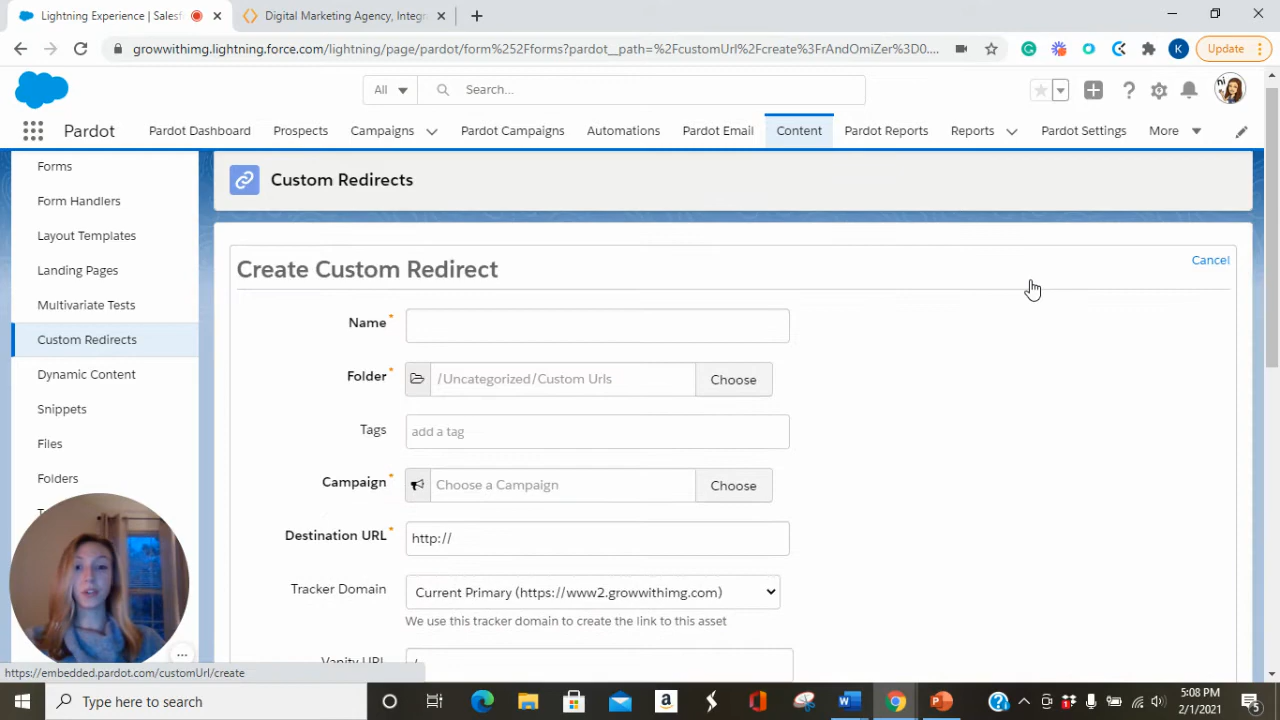 Lightning Experience | Salesf
Digital Marketing Agency, Integr
growwithimg.lightning.force.com/lightning/page/pardot/form%252Fforms?pardot__path=%2FcustomUrl%2Fcreate%3FrAndOmiZer%3D0....
K
Update
All
Search...
hi
Pardot
Pardot Dashboard
Prospects
Campaigns
Pardot Campaigns
Automations
Pardot Email
Content
Pardot Reports
Reports
Pardot Settings
More
Forms
Form Handlers
Layout Templates
Landing Pages
Multivariate Tests
Custom Redirects
Dynamic Content
Snippets
Files
Folders
Custom Redirects
Create Custom Redirect
Cancel
Name*
Folder*
/Uncategorized/Custom Urls
Choose
Tags
add a tag
Campaign*
Choose a Campaign
Choose
Destination URL*
http://
Tracker Domain
Current Primary (https://www2.growwithimg.com)
We use this tracker domain to create the link to this asset
Vanity URL
/
https://embedded.pardot.com/customUrl/create
Type here to search
5:08 PM
2/1/2021
5